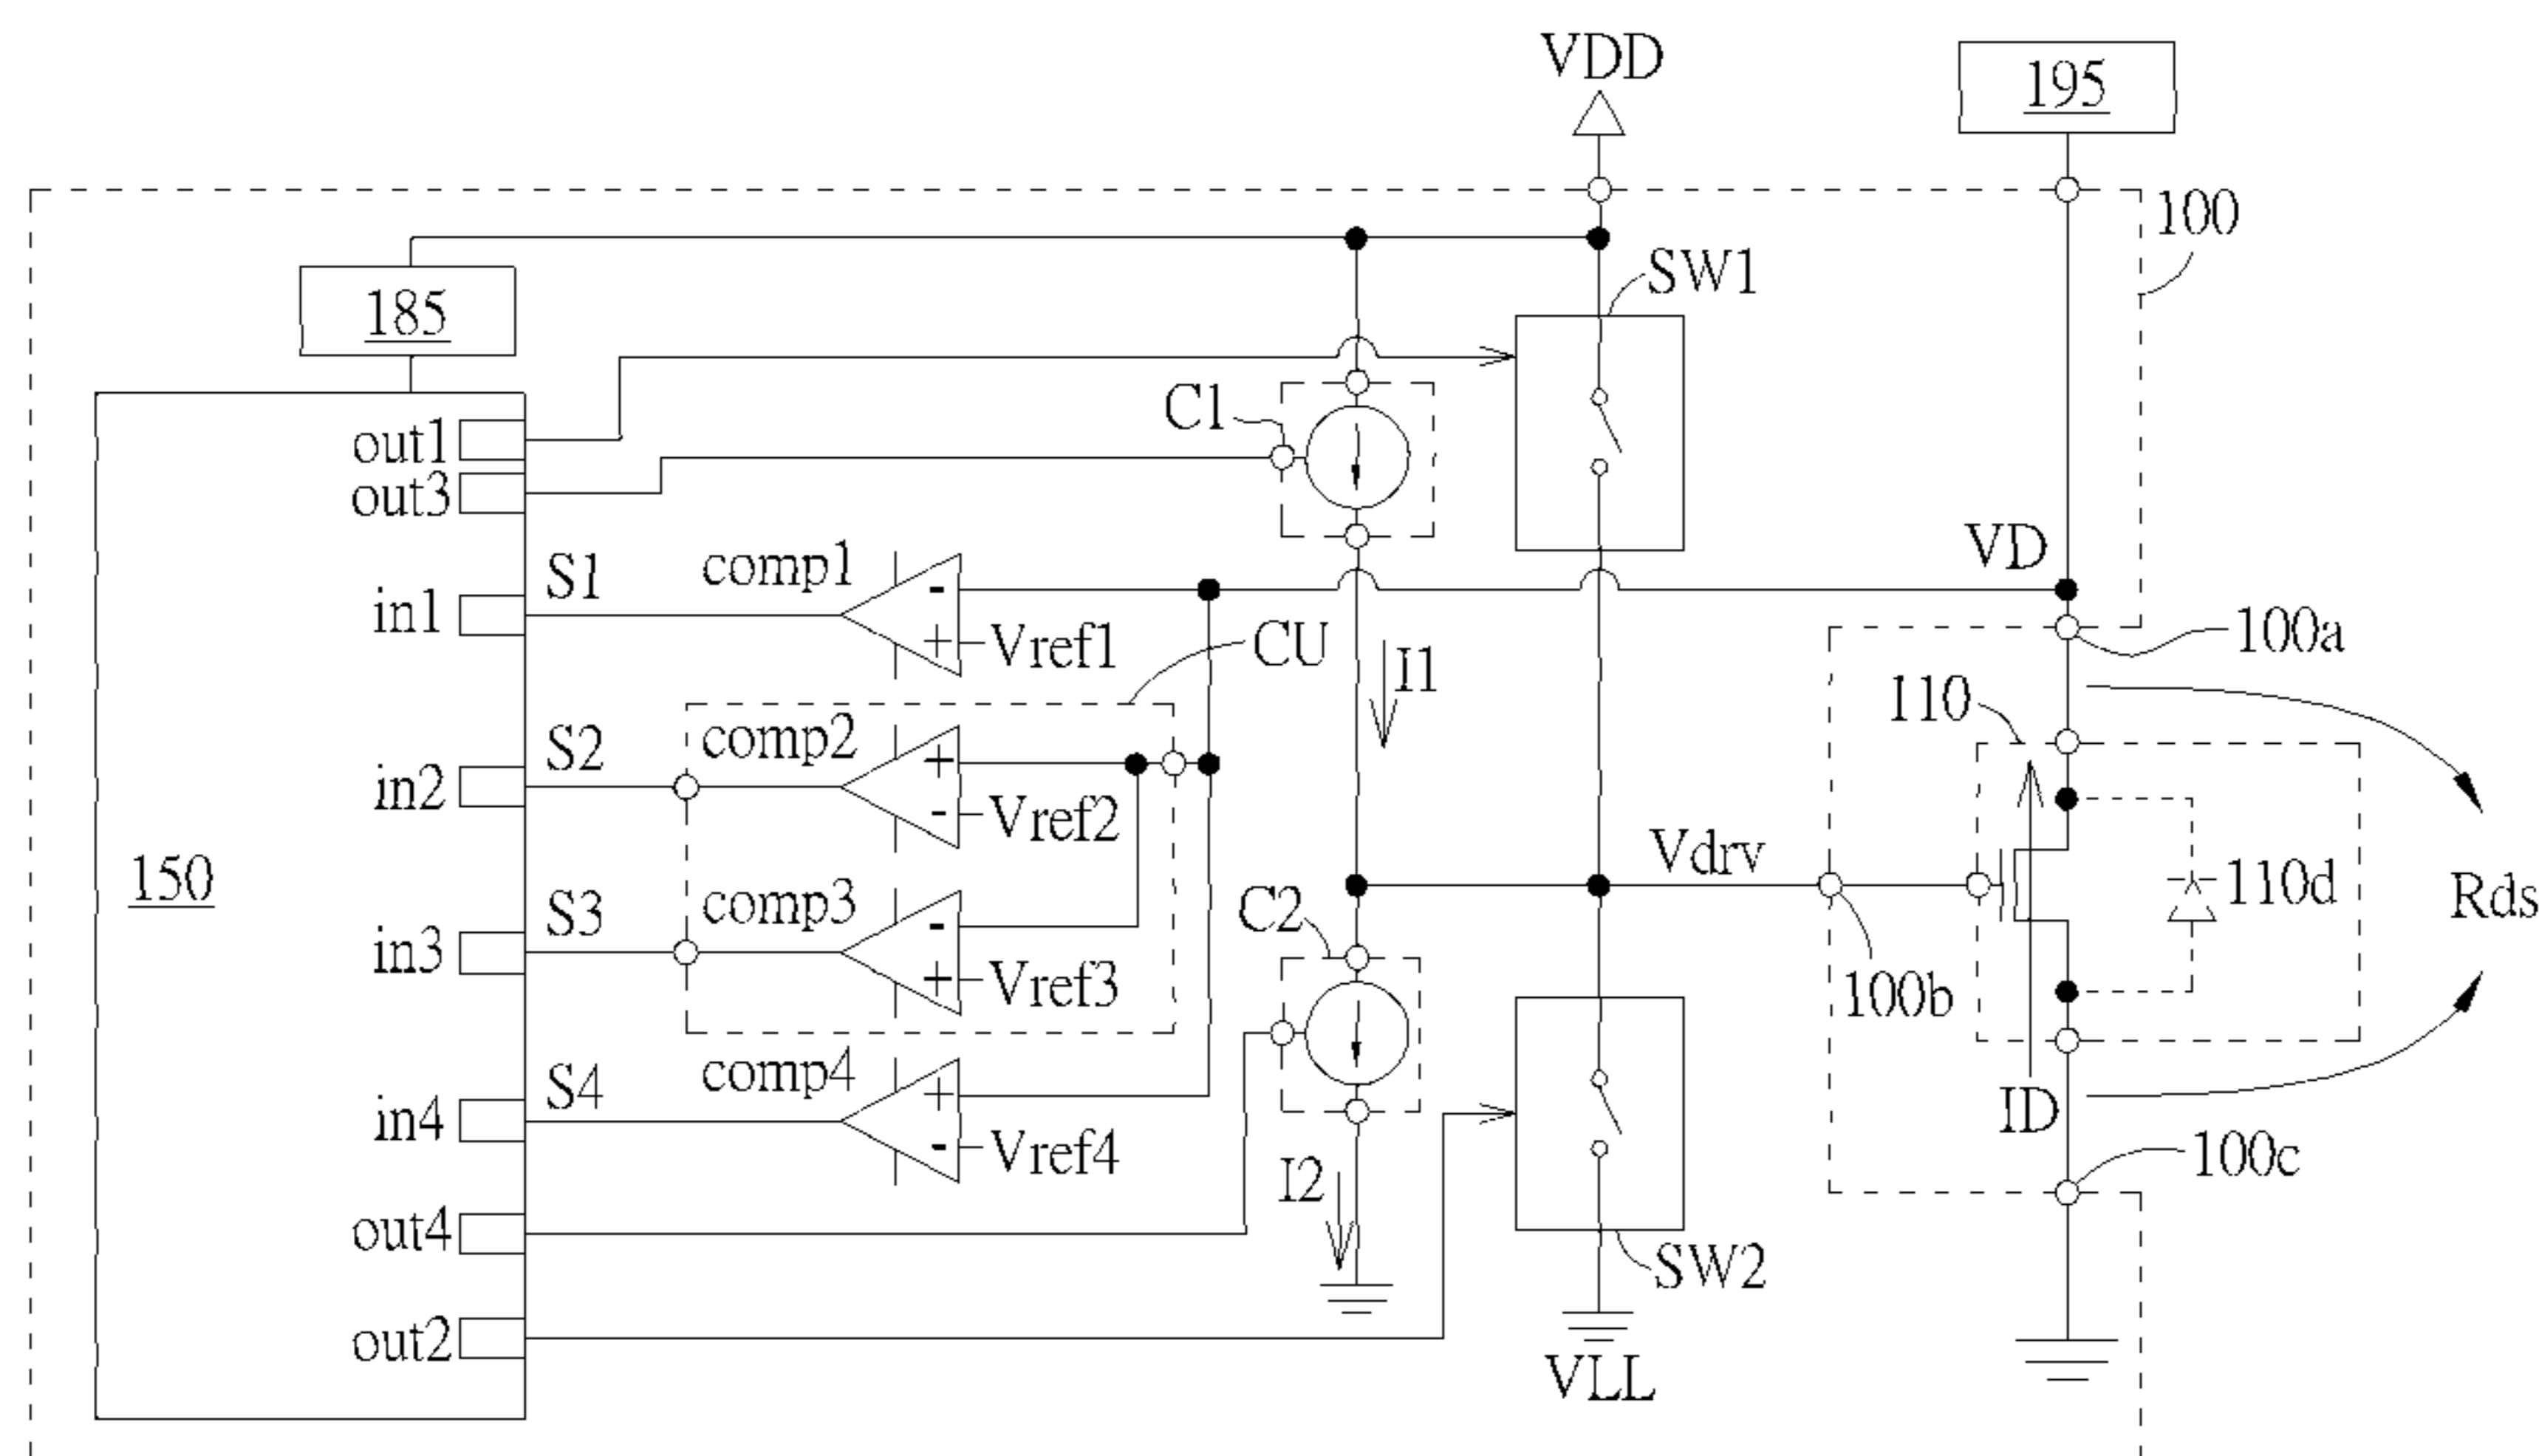 VDD
195
100
185
SW1
C1
out1
out3
VD
S1
comp1
in1
Vref1
CU
100a
I1
110
S2
comp2
in2
Vref2
Vdrv
150
110d
Rds
S3
comp3
C2
in3
Vref3
100b
S4
comp4
ID
in4
Vref4
100c
I2
out4
SW2
out2
VLL